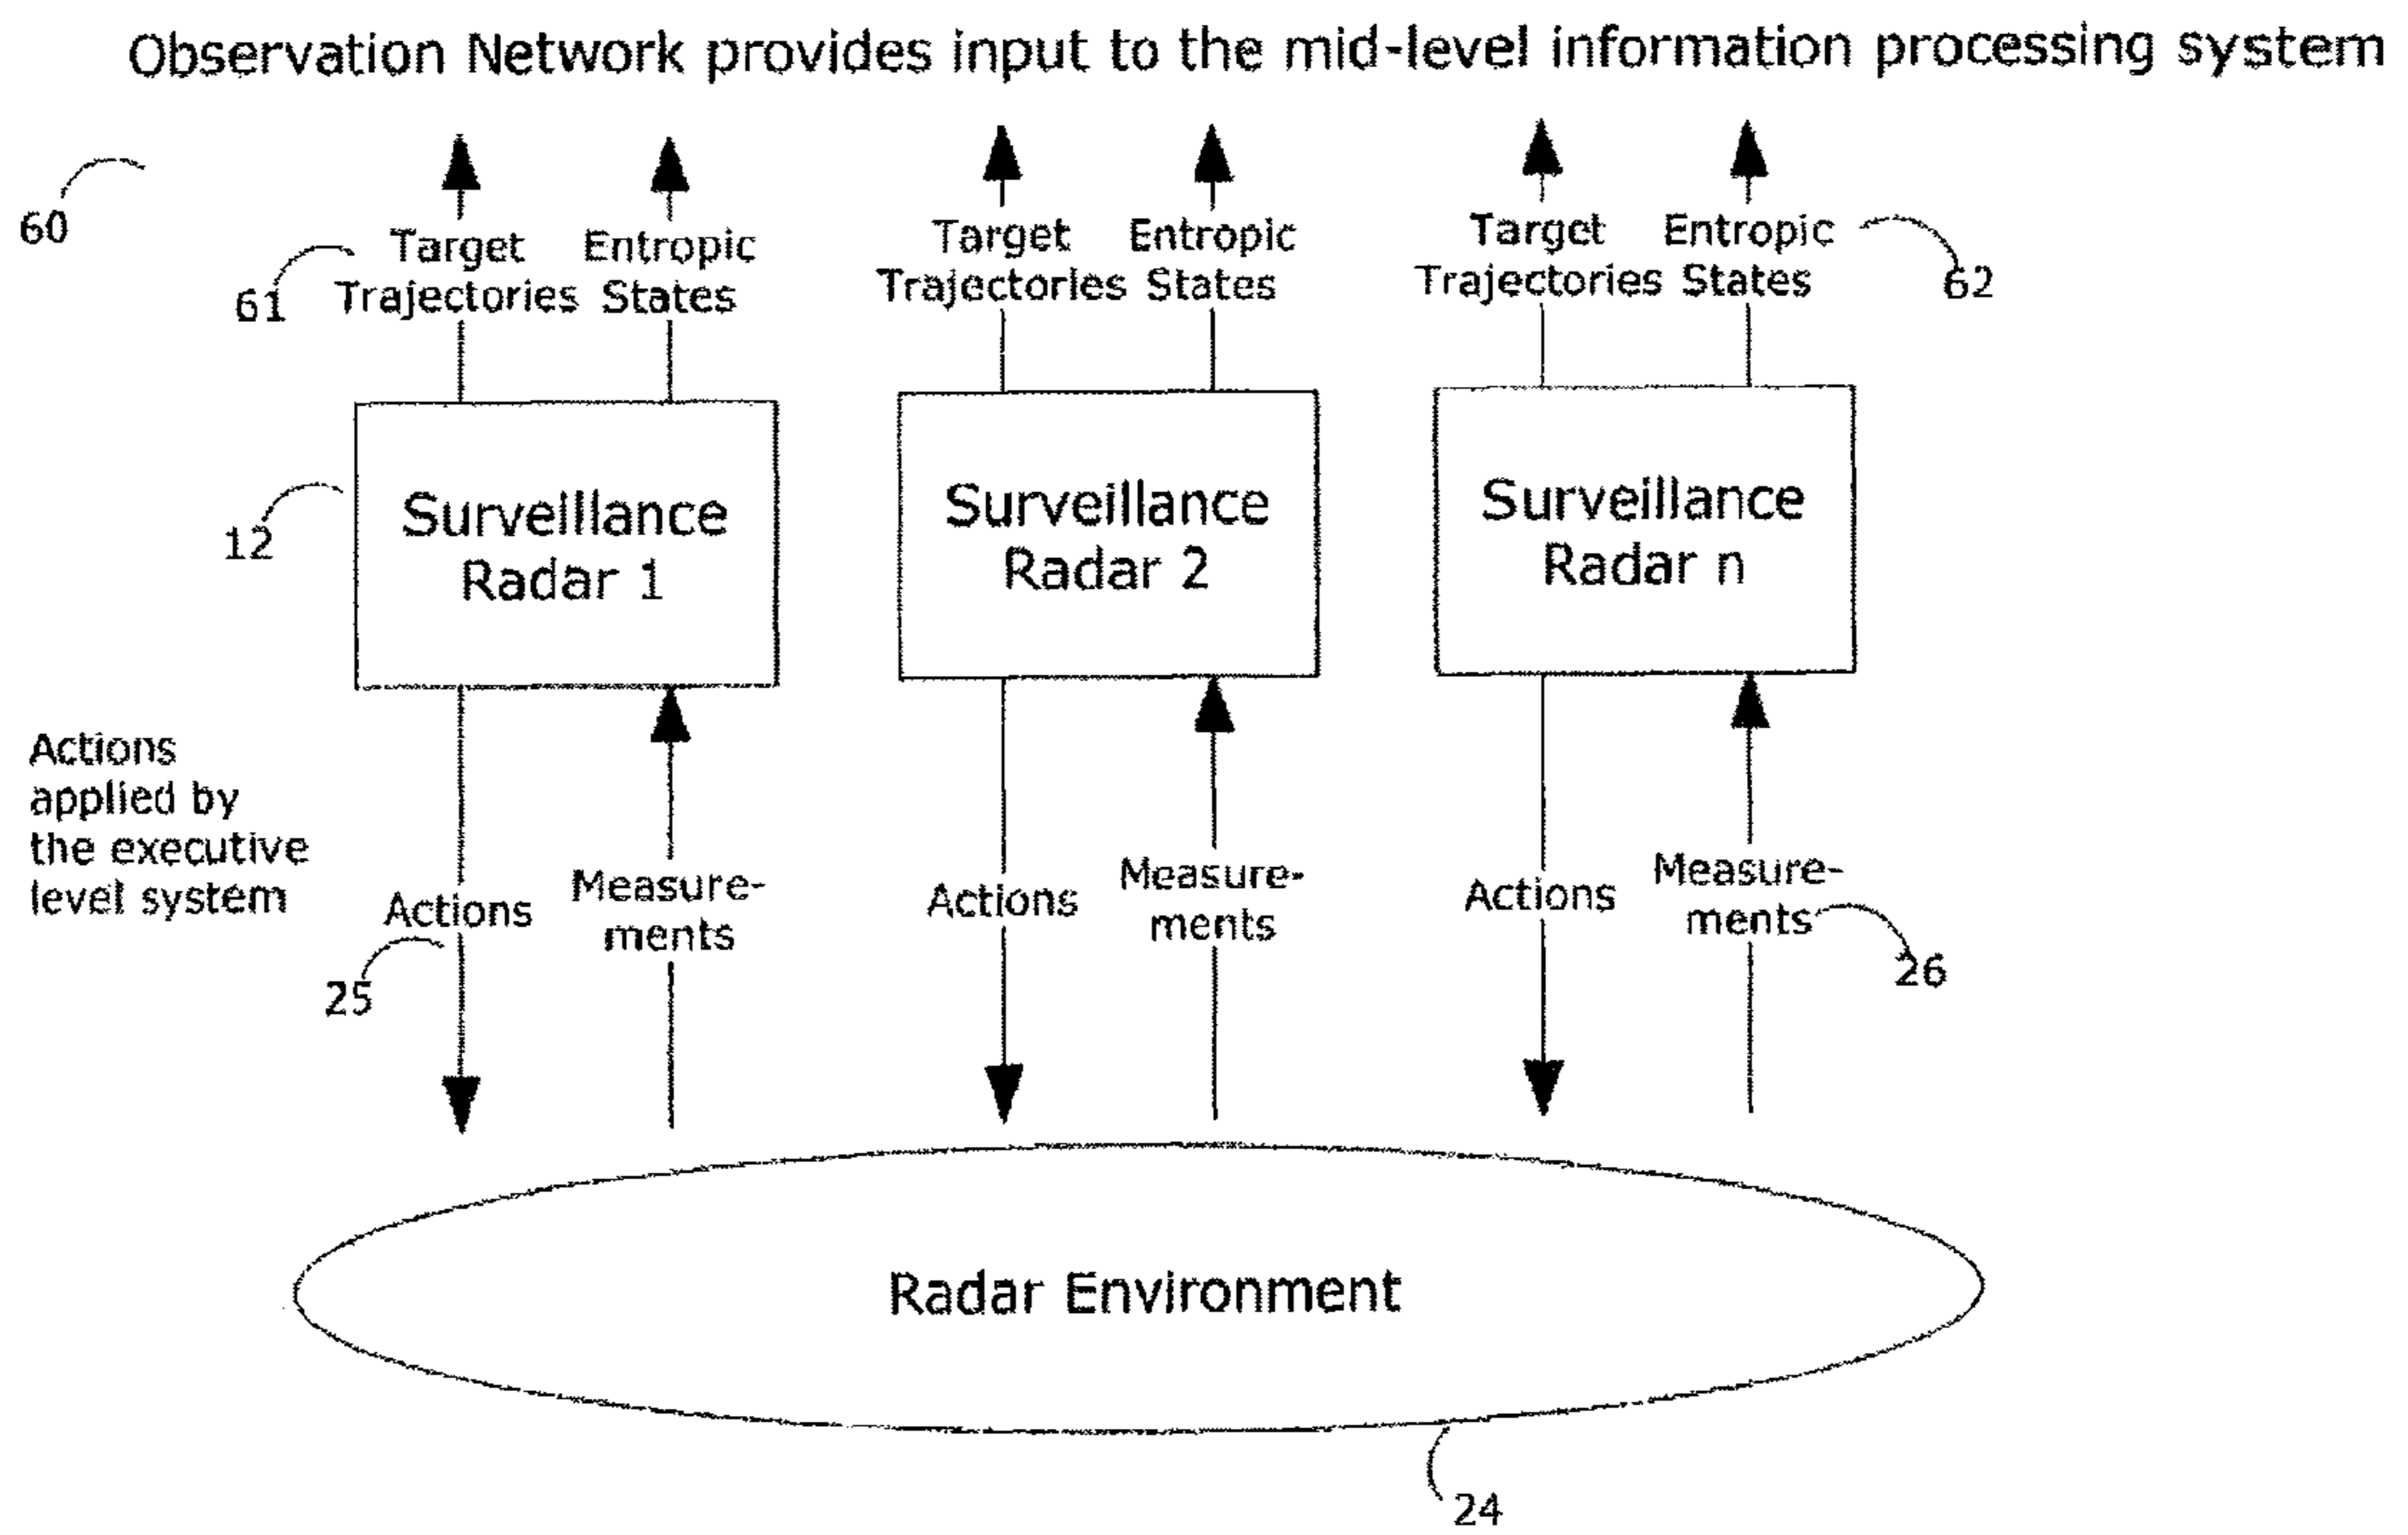 Observation Network provides input to the mid-level information processing system
60
Target
Trajectories
Entropic
States
Target
Trajectories
Entropic
States
Target
Trajectories
Entropic
States
61
62
12
Surveillance
Radar 1
Surveillance
Radar 2
Surveillance
Radar n
Actions
applied by
the executive
level system
Actions
Measure-
ments
Actions
Measure-
ments
Actions
Measure-
ments
25
26
Radar Environment
24